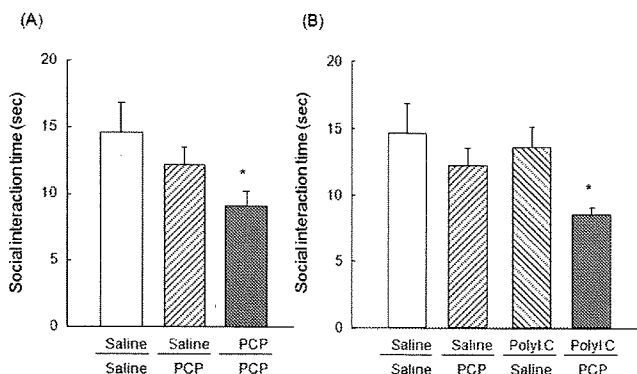 (A)
Social interaction time (sec)
20
15
10
5
0
*
Saline Saline PCP
Saline PCP PCP
(B)
Social interaction time (sec)
20
15
10
5
0
*
Saline Saline PolyI:C PolyI:C
Saline PCP Saline PCP